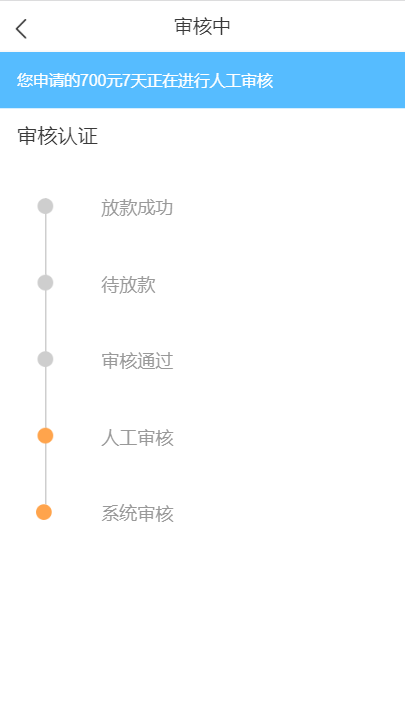 审核中
您申请的700元7天正在进行人工审核
审核认证
放款成功
待放款
审核通过
人工审核
系统审核